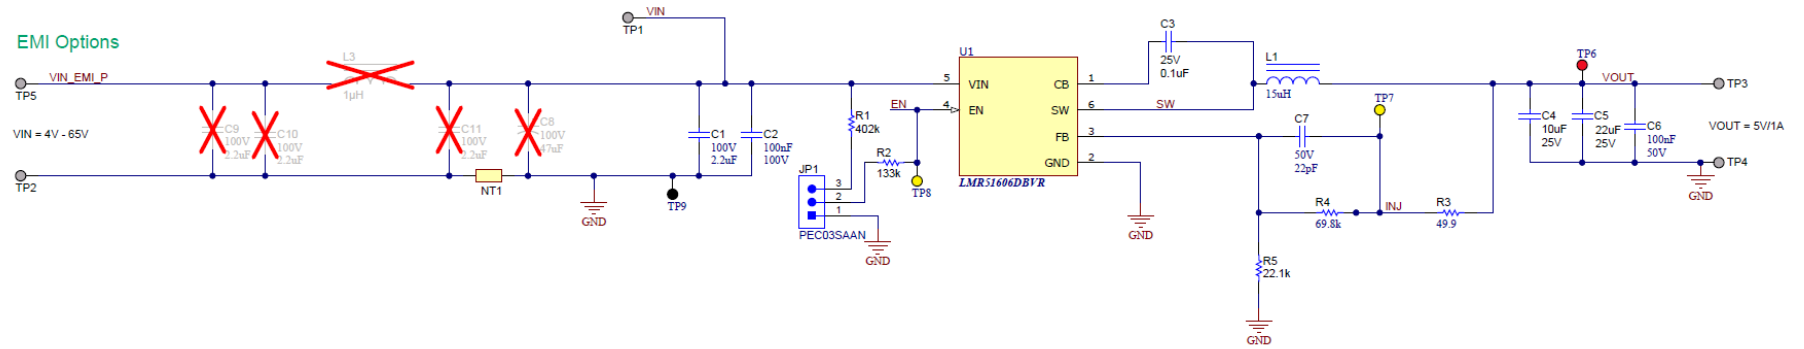 EMI Options
TP5
VIN_EMI_P
VIN = 4V - 65V
TP2
C9
100V
2.2uF
C10
100V
2.2uF
L3
1µH
C11
100V
2.2uF
C8
100V
47uF
NT1
GND
TP1
VIN
TP9
C1
100V
2.2uF
C2
100nF
100V
R1
402k
JP1
3
2
1
PEC03SAAN
GND
R2
133k
EN
TP8
U1
5
VIN
4
EN
CB
1
SW
6
FB
3
GND
2
LMR51606DBVR
GND
C3
25V
0.1uF
SW
L1
15uH
C7
50V
22pF
TP7
R4
69.8k
INJ
R3
49.9
R5
22.1k
GND
C4
10uF
25V
TP6
C5
22uF
25V
VOUT
C6
100nF
50V
TP3
VOUT = 5V/1A
TP4
GND